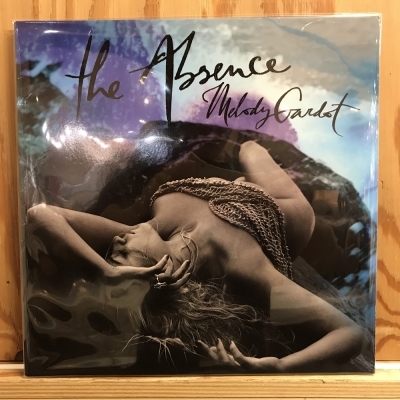 the Absence
Melody Gardot